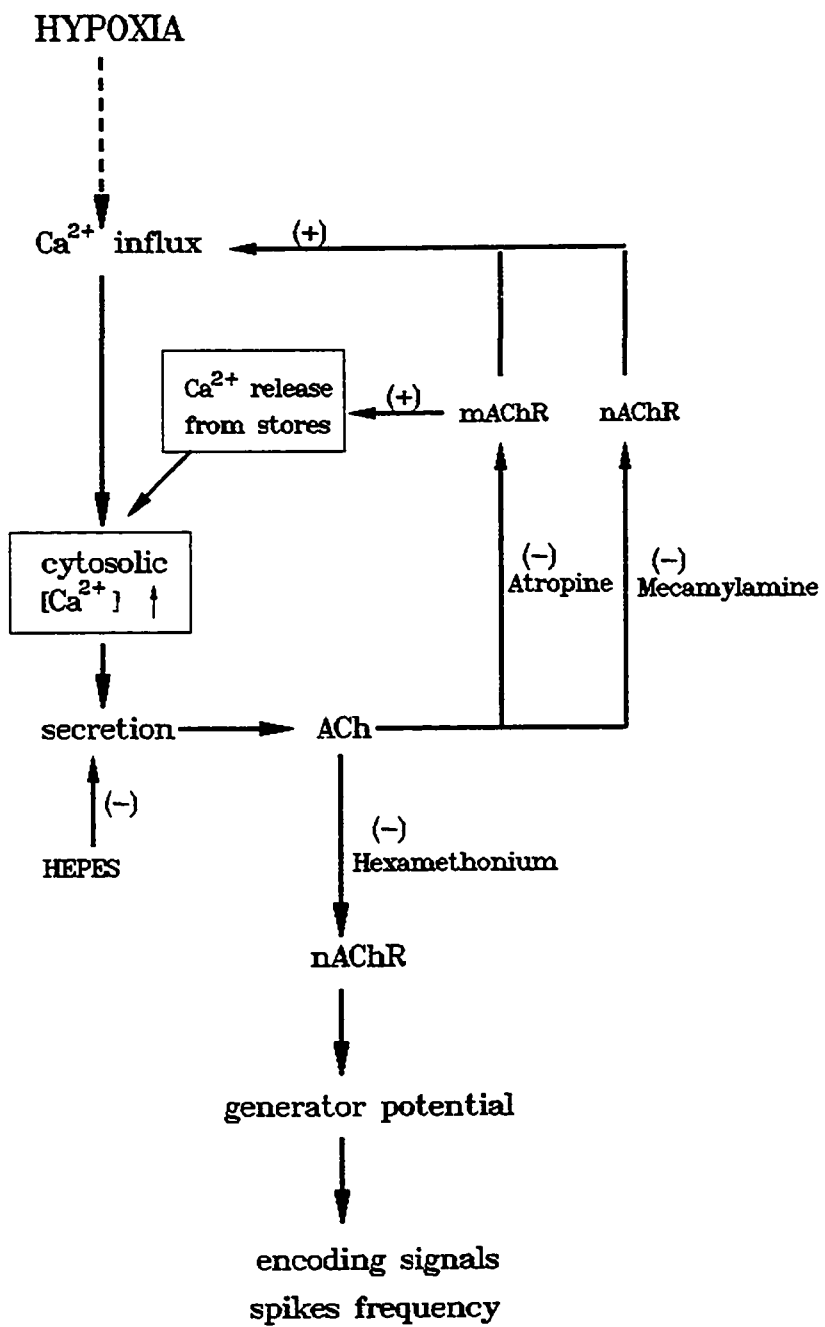 HYPOXIA
Ca²⁺ influx
(+)
Ca²⁺ release
from stores
(+)
mAChR
nAChR
cytosolic
[Ca²⁺] ↑
(-)
Atropine
(-)
Mecamylamine
secretion
ACh
(-)
HEPES
(-)
Hexamethonium
nAChR
generator potential
encoding signals
spikes frequency